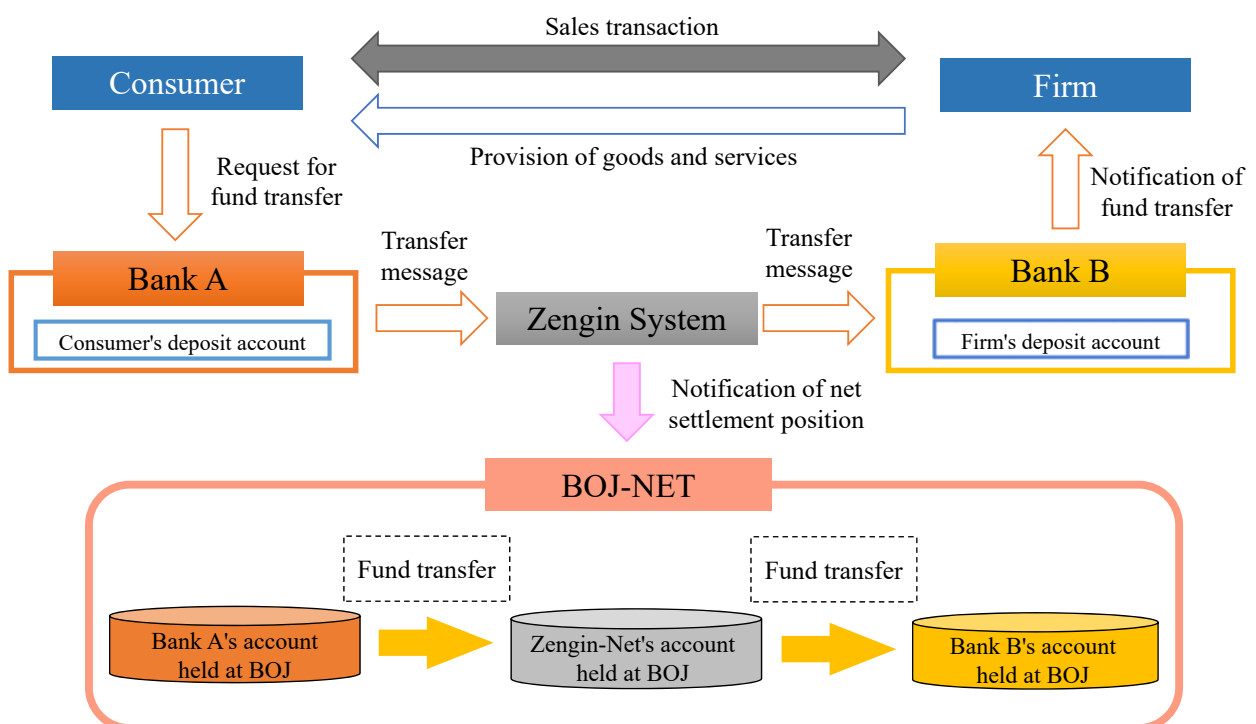 Sales transaction
Consumer
Firm
Provision of goods and services
Request for
fund transfer
Notification of
fund transfer
Transfer
message
Transfer
message
Bank A
Bank B
Zengin System
Consumer's deposit account
Firm's deposit account
Notification of net
settlement position
BOJ-NET
Fund transfer
Fund transfer
Bank A's account
held at BOJ
Zengin-Net's account
held at BOJ
Bank B's account
held at BOJ